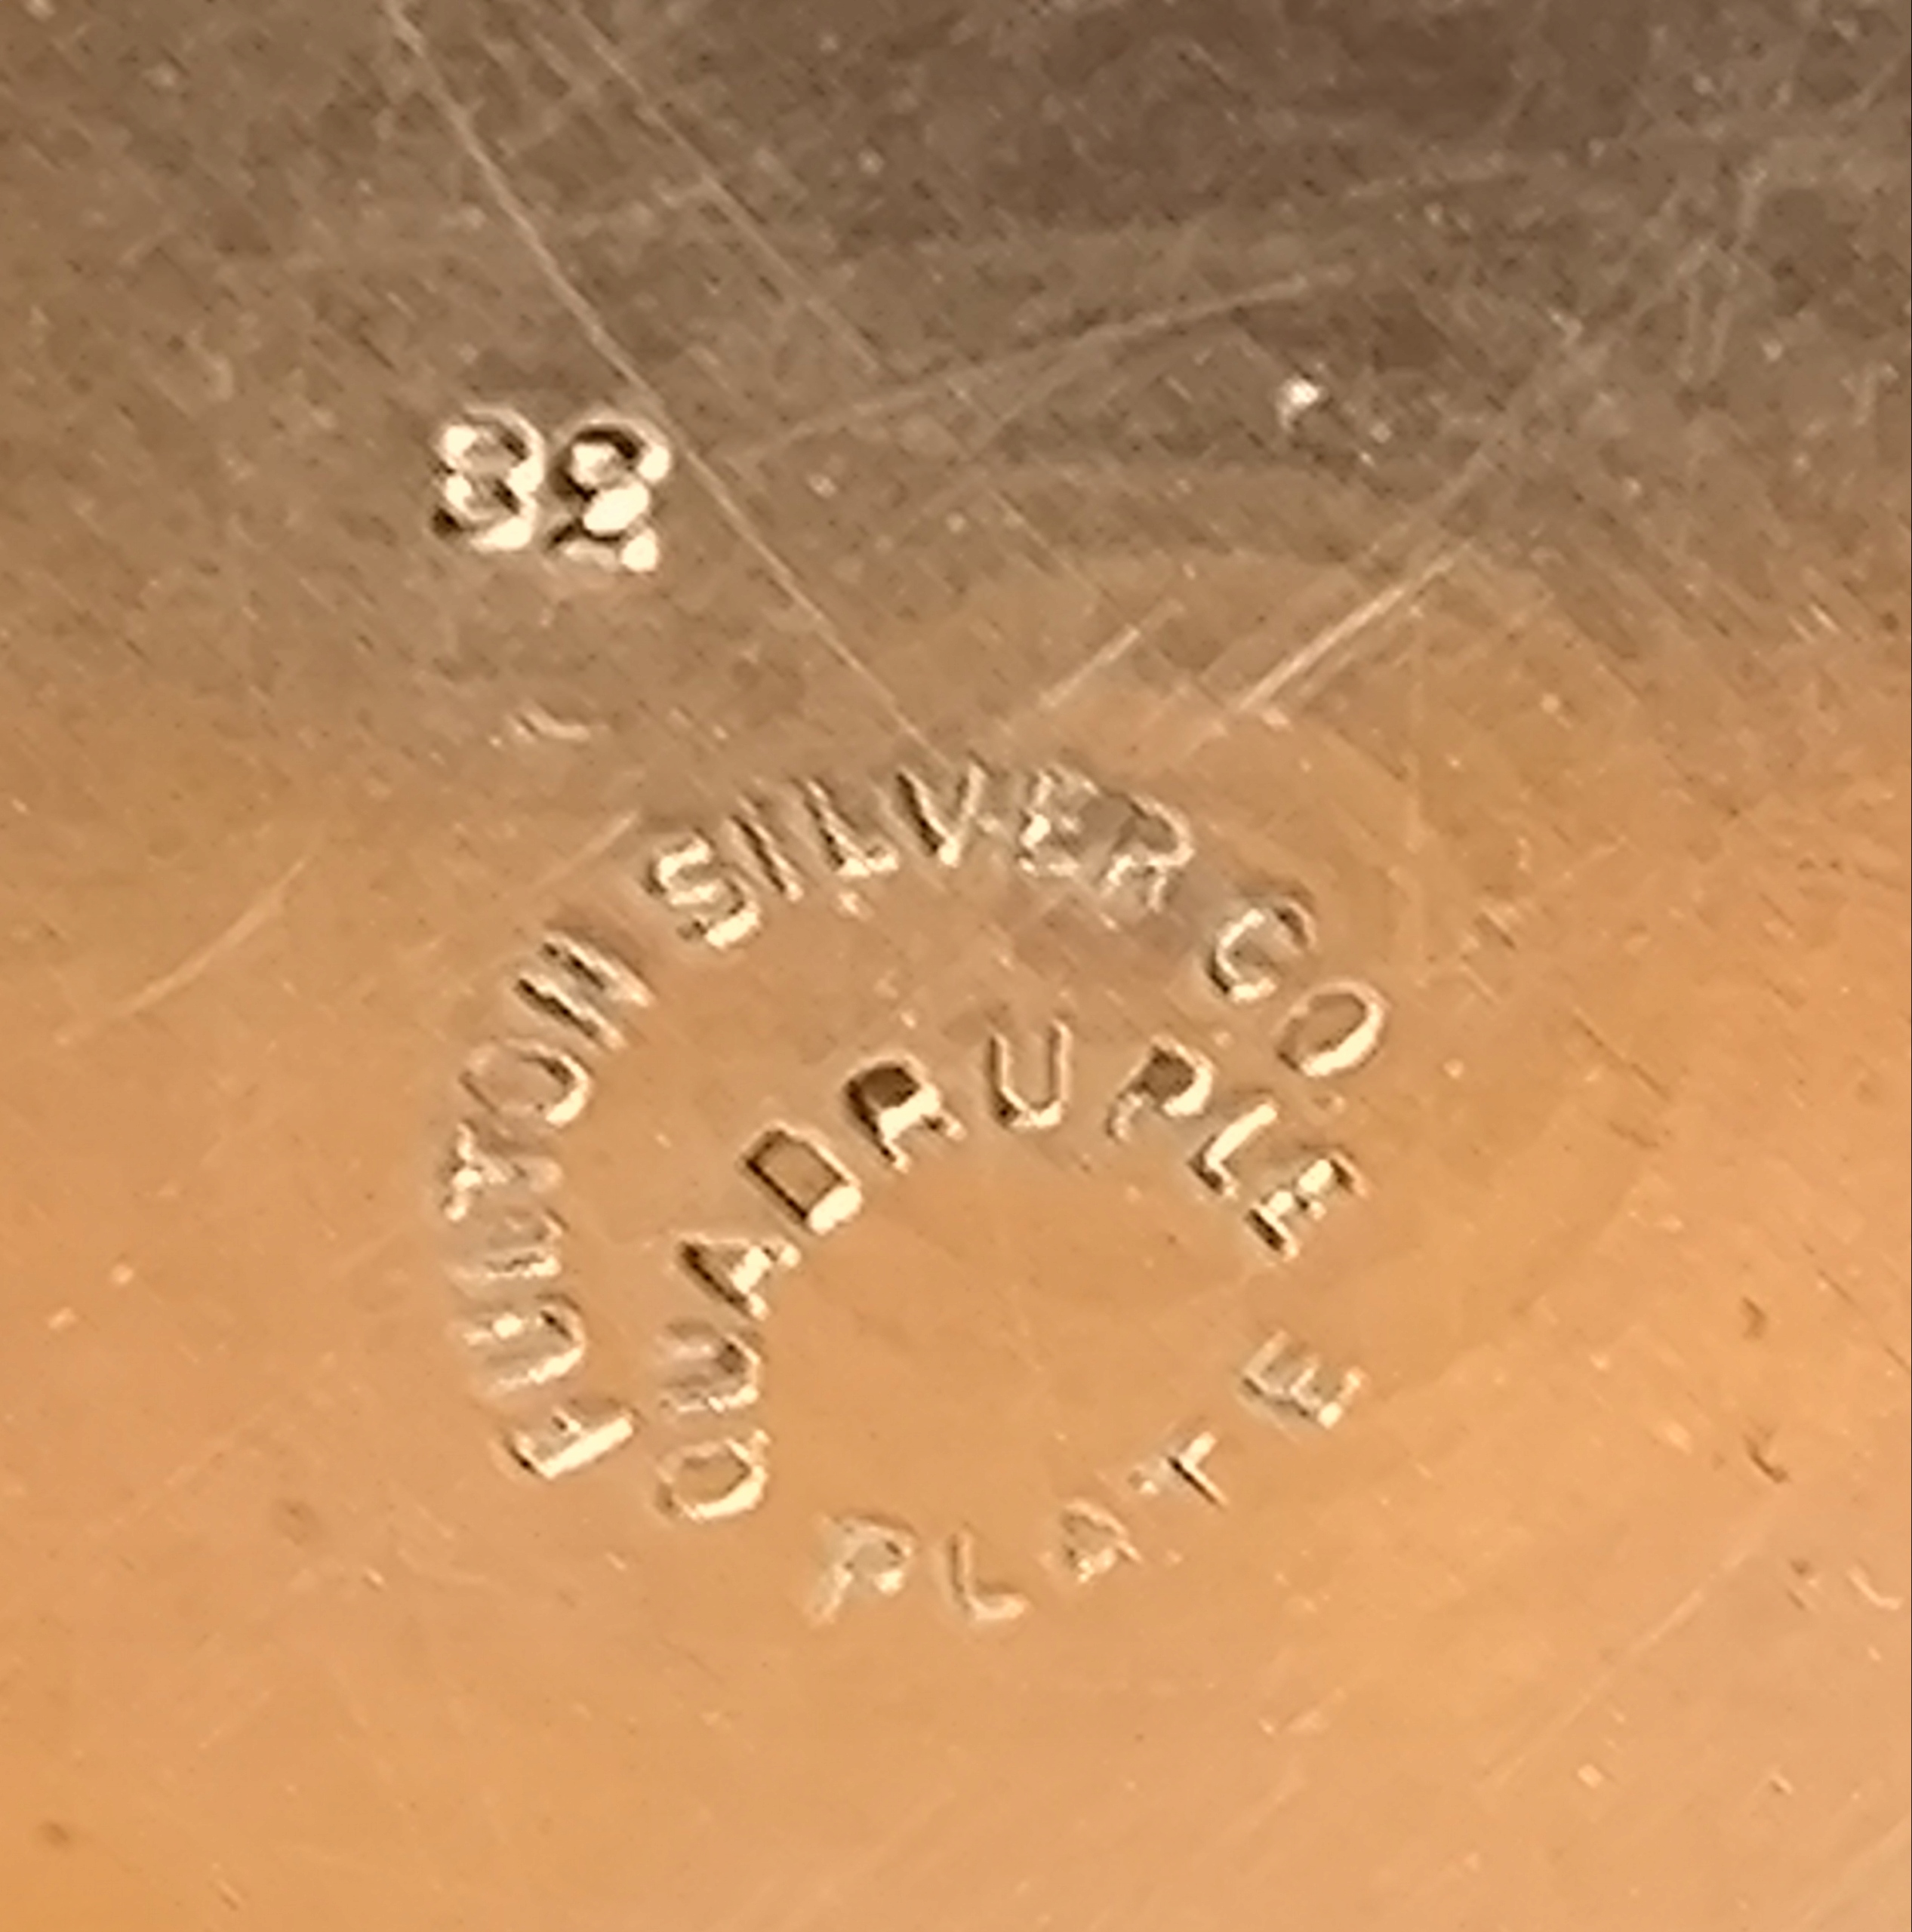 32
FULTON SILVER CO
QUADRUPLE
PLATE